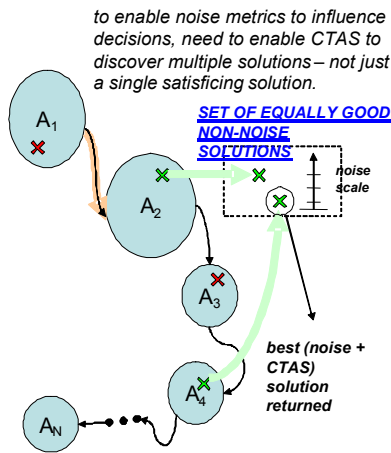 to enable noise metrics to influence
decisions, need to enable CTAS to
discover multiple solutions – not just
a single satisficing solution.
SET OF EQUALLY GOOD
NON-NOISE
SOLUTIONS
A1
noise
scale
A2
A3
best (noise +
CTAS)
solution
returned
A4
AN